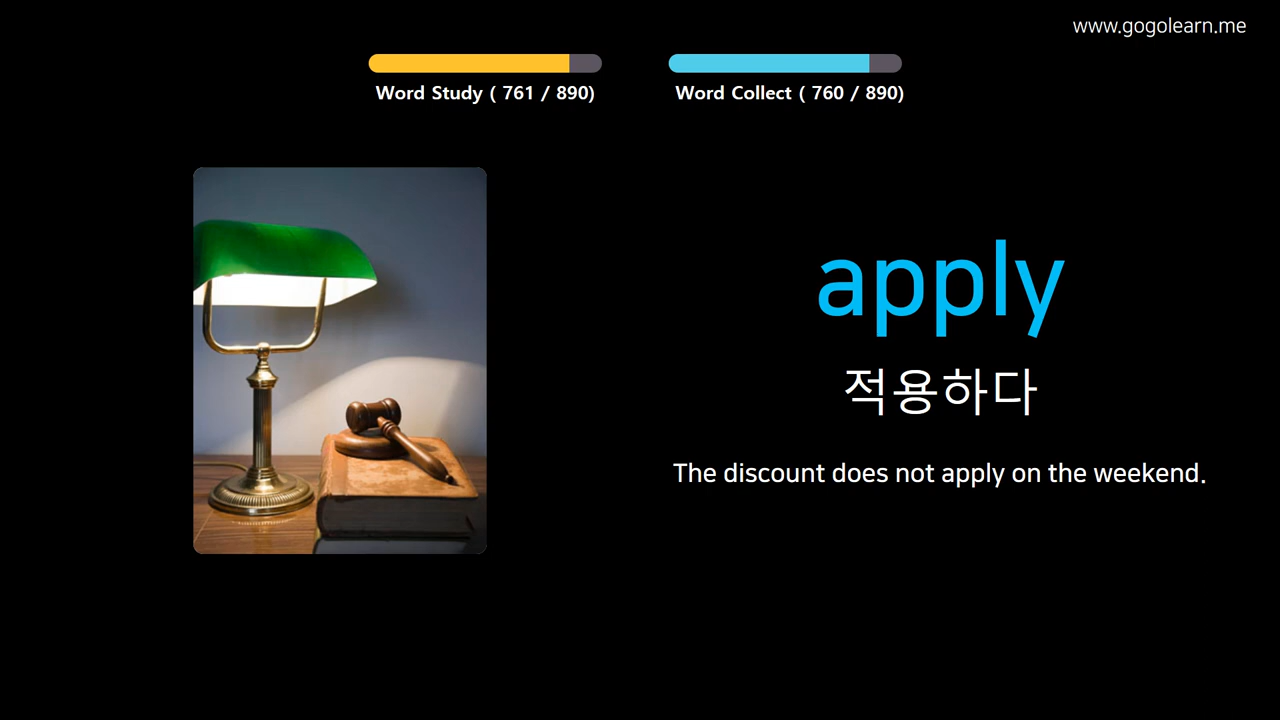 www.gogolearn.me
Word Study ( 761 / 890)
Word Collect ( 760 / 890)
apply
적용하다
The discount does not apply on the weekend.